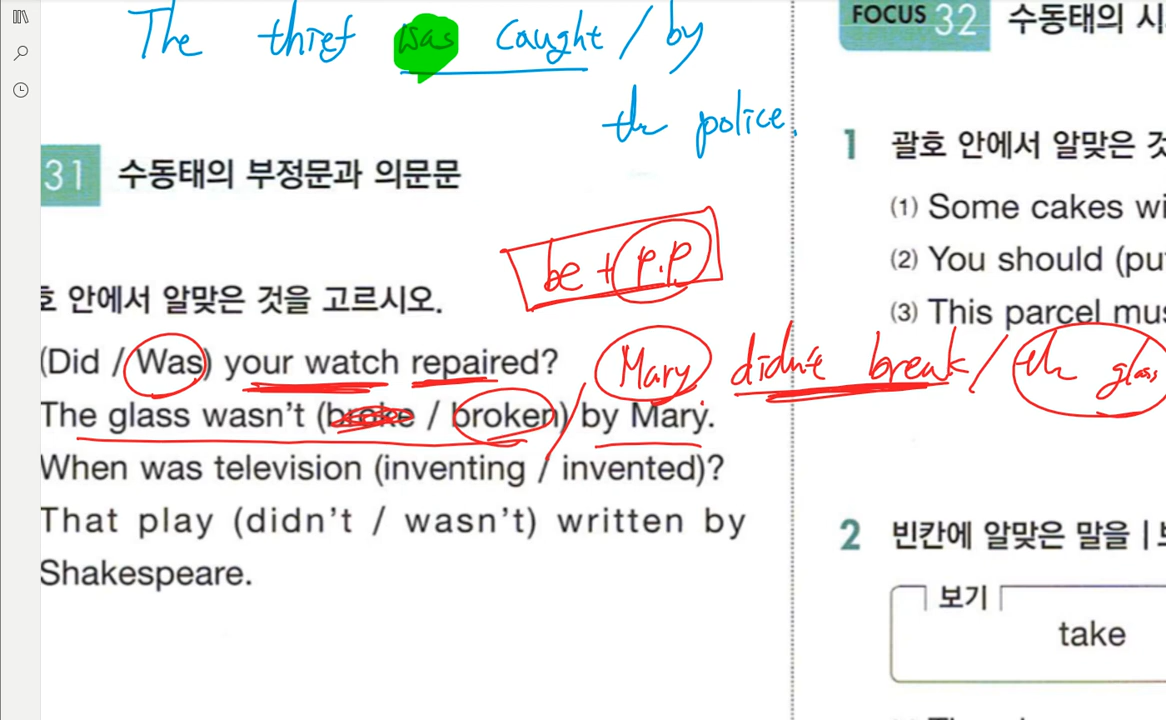 The thief was caught / by
the police.
31 수동태의 부정문과 의문문
be + P.P
호 안에서 알맞은 것을 고르시오.
(Did / Was) your watch repaired?
Mary didn't break / the glass
The glass wasn't (broke / broken) / by Mary.
When was television (inventing / invented)?
That play (didn't / wasn't) written by
Shakespeare.
FOCUS 32 수동태의 시
1 괄호 안에서 알맞은 것
(1) Some cakes wi
(2) You should (pu
(3) This parcel mus
2 빈칸에 알맞은 말을 | 보
보기
take